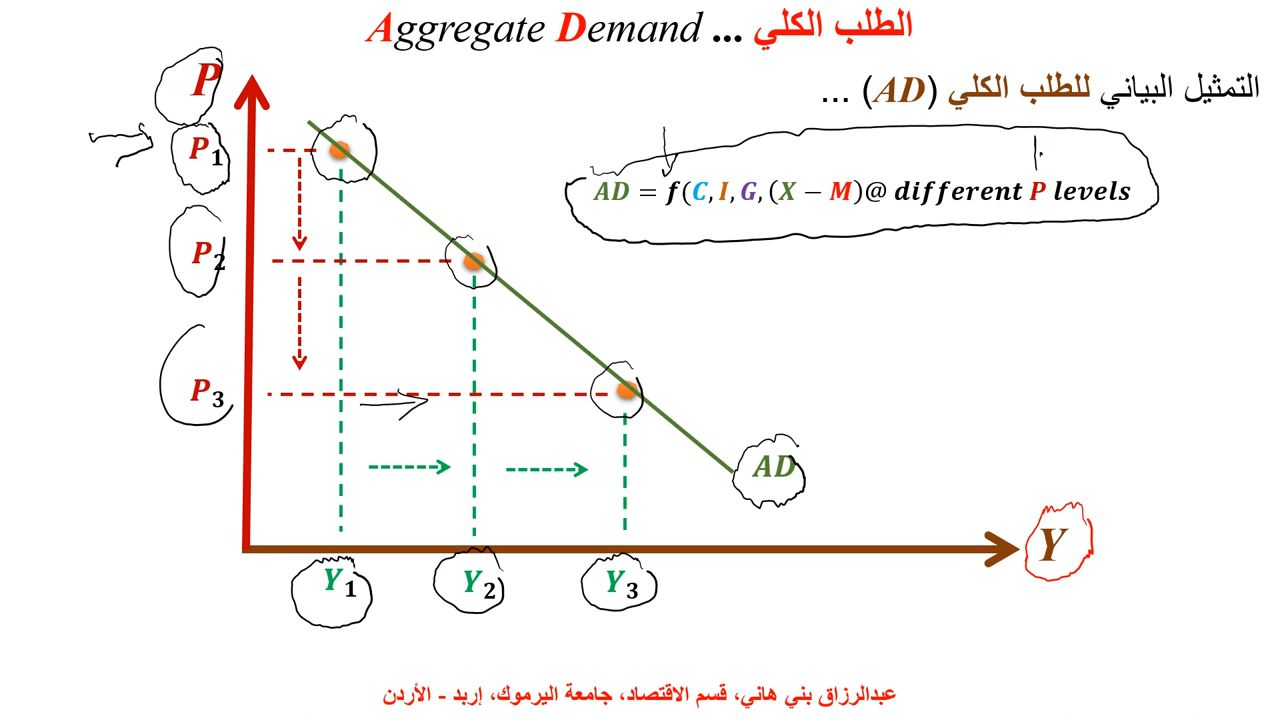 Aggregate Demand ... الطلب الكلي
التمثيل البياني للطلب الكلي (AD) ...
AD = f(C, I, G, (X − M)@ different P levels
P
P1
P2
P3
AD
Y
Y1 Y2 Y3
عبدالرزاق بني هاني، قسم الاقتصاد، جامعة اليرموك، إربد - الأردن